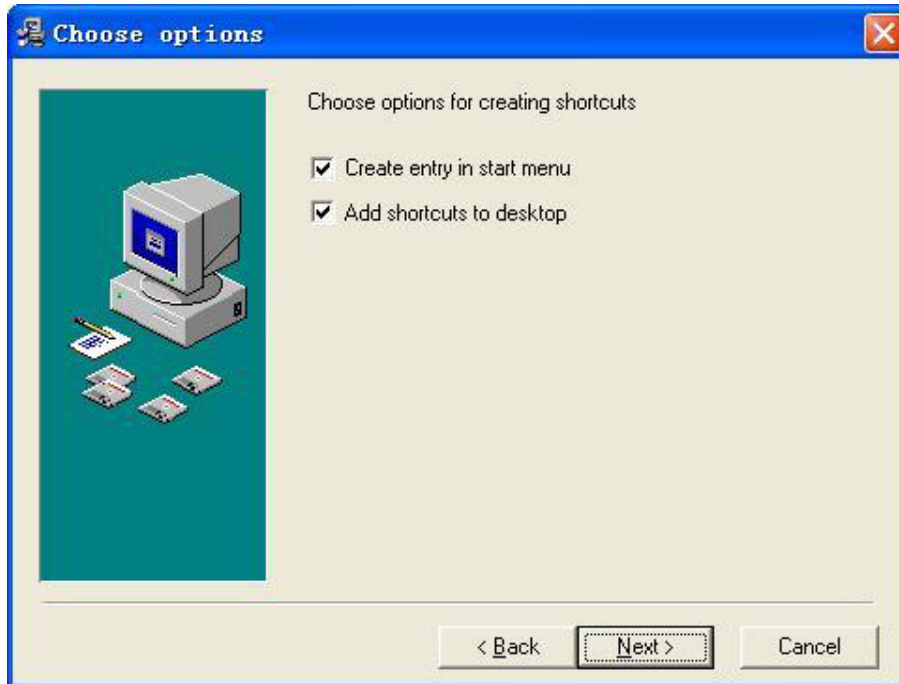 Choose options
Choose options for creating shortcuts
Create entry in start menu
Add shortcuts to desktop
< Back
Next >
Cancel